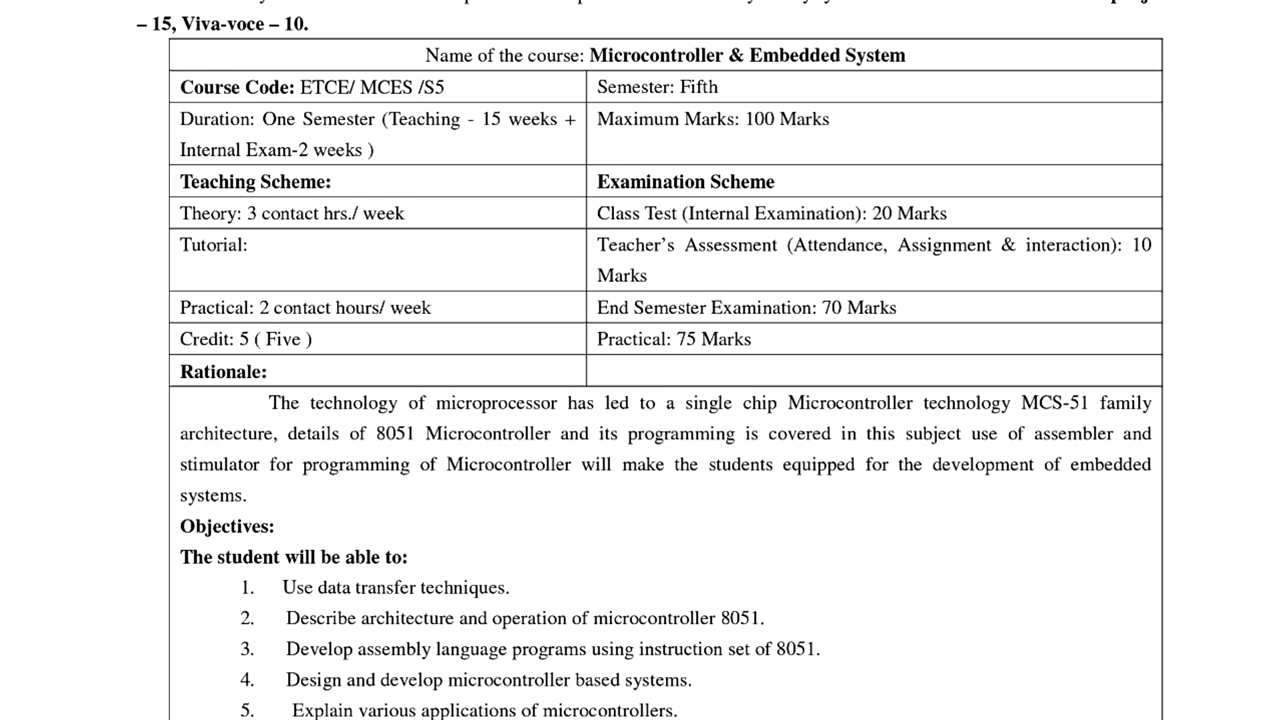 – 15, Viva-voce – 10.
Name of the course: Microcontroller & Embedded System
Course Code: ETCE/ MCES /S5
Semester: Fifth
Duration: One Semester (Teaching - 15 weeks +
Internal Exam-2 weeks )
Maximum Marks: 100 Marks
Teaching Scheme:
Examination Scheme
Theory: 3 contact hrs./ week
Class Test (Internal Examination): 20 Marks
Tutorial:
Teacher’s Assessment (Attendance, Assignment & interaction): 10
Marks
Practical: 2 contact hours/ week
End Semester Examination: 70 Marks
Credit: 5 ( Five )
Practical: 75 Marks
Rationale:
The technology of microprocessor has led to a single chip Microcontroller technology MCS-51 family
architecture, details of 8051 Microcontroller and its programming is covered in this subject use of assembler and
stimulator for programming of Microcontroller will make the students equipped for the development of embedded
systems.
Objectives:
The student will be able to:
1. Use data transfer techniques.
2. Describe architecture and operation of microcontroller 8051.
3. Develop assembly language programs using instruction set of 8051.
4. Design and develop microcontroller based systems.
5. Explain various applications of microcontrollers.